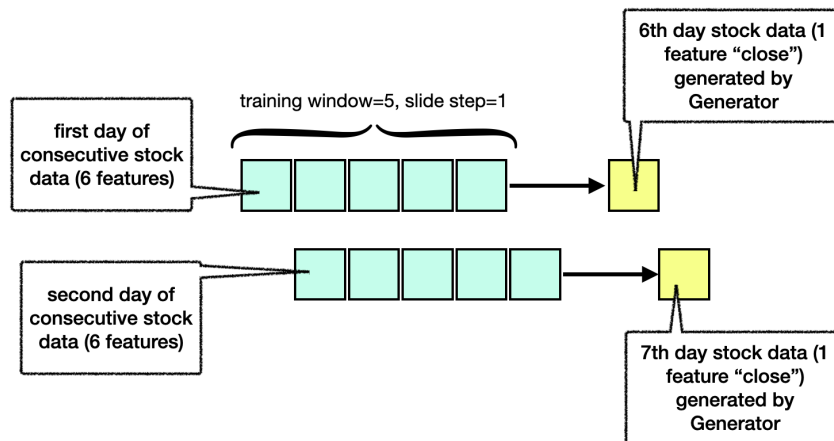 6th day stock data (1
feature “close”)
generated by
Generator
training window=5, slide step=1
first day of
consecutive stock
data (6 features)
second day of
consecutive stock
data (6 features)
7th day stock data (1
feature “close”)
generated by
Generator